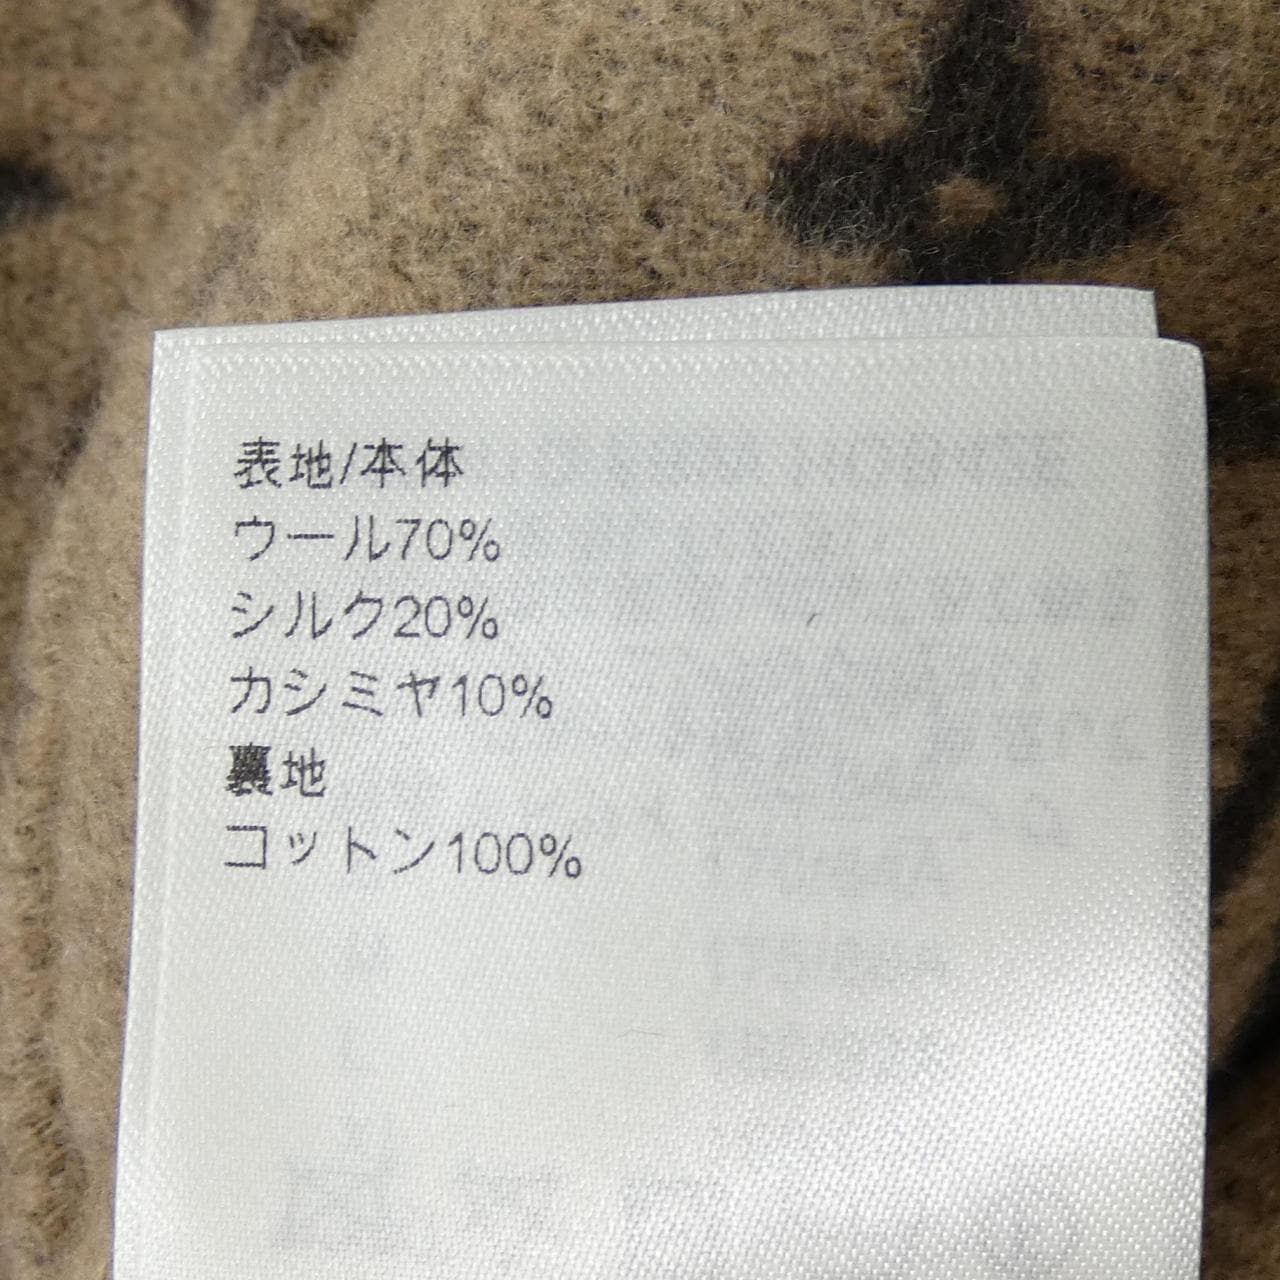 表地/本体
ウール70%
シルク20%
カシミヤ10%
裏地
コットン100%